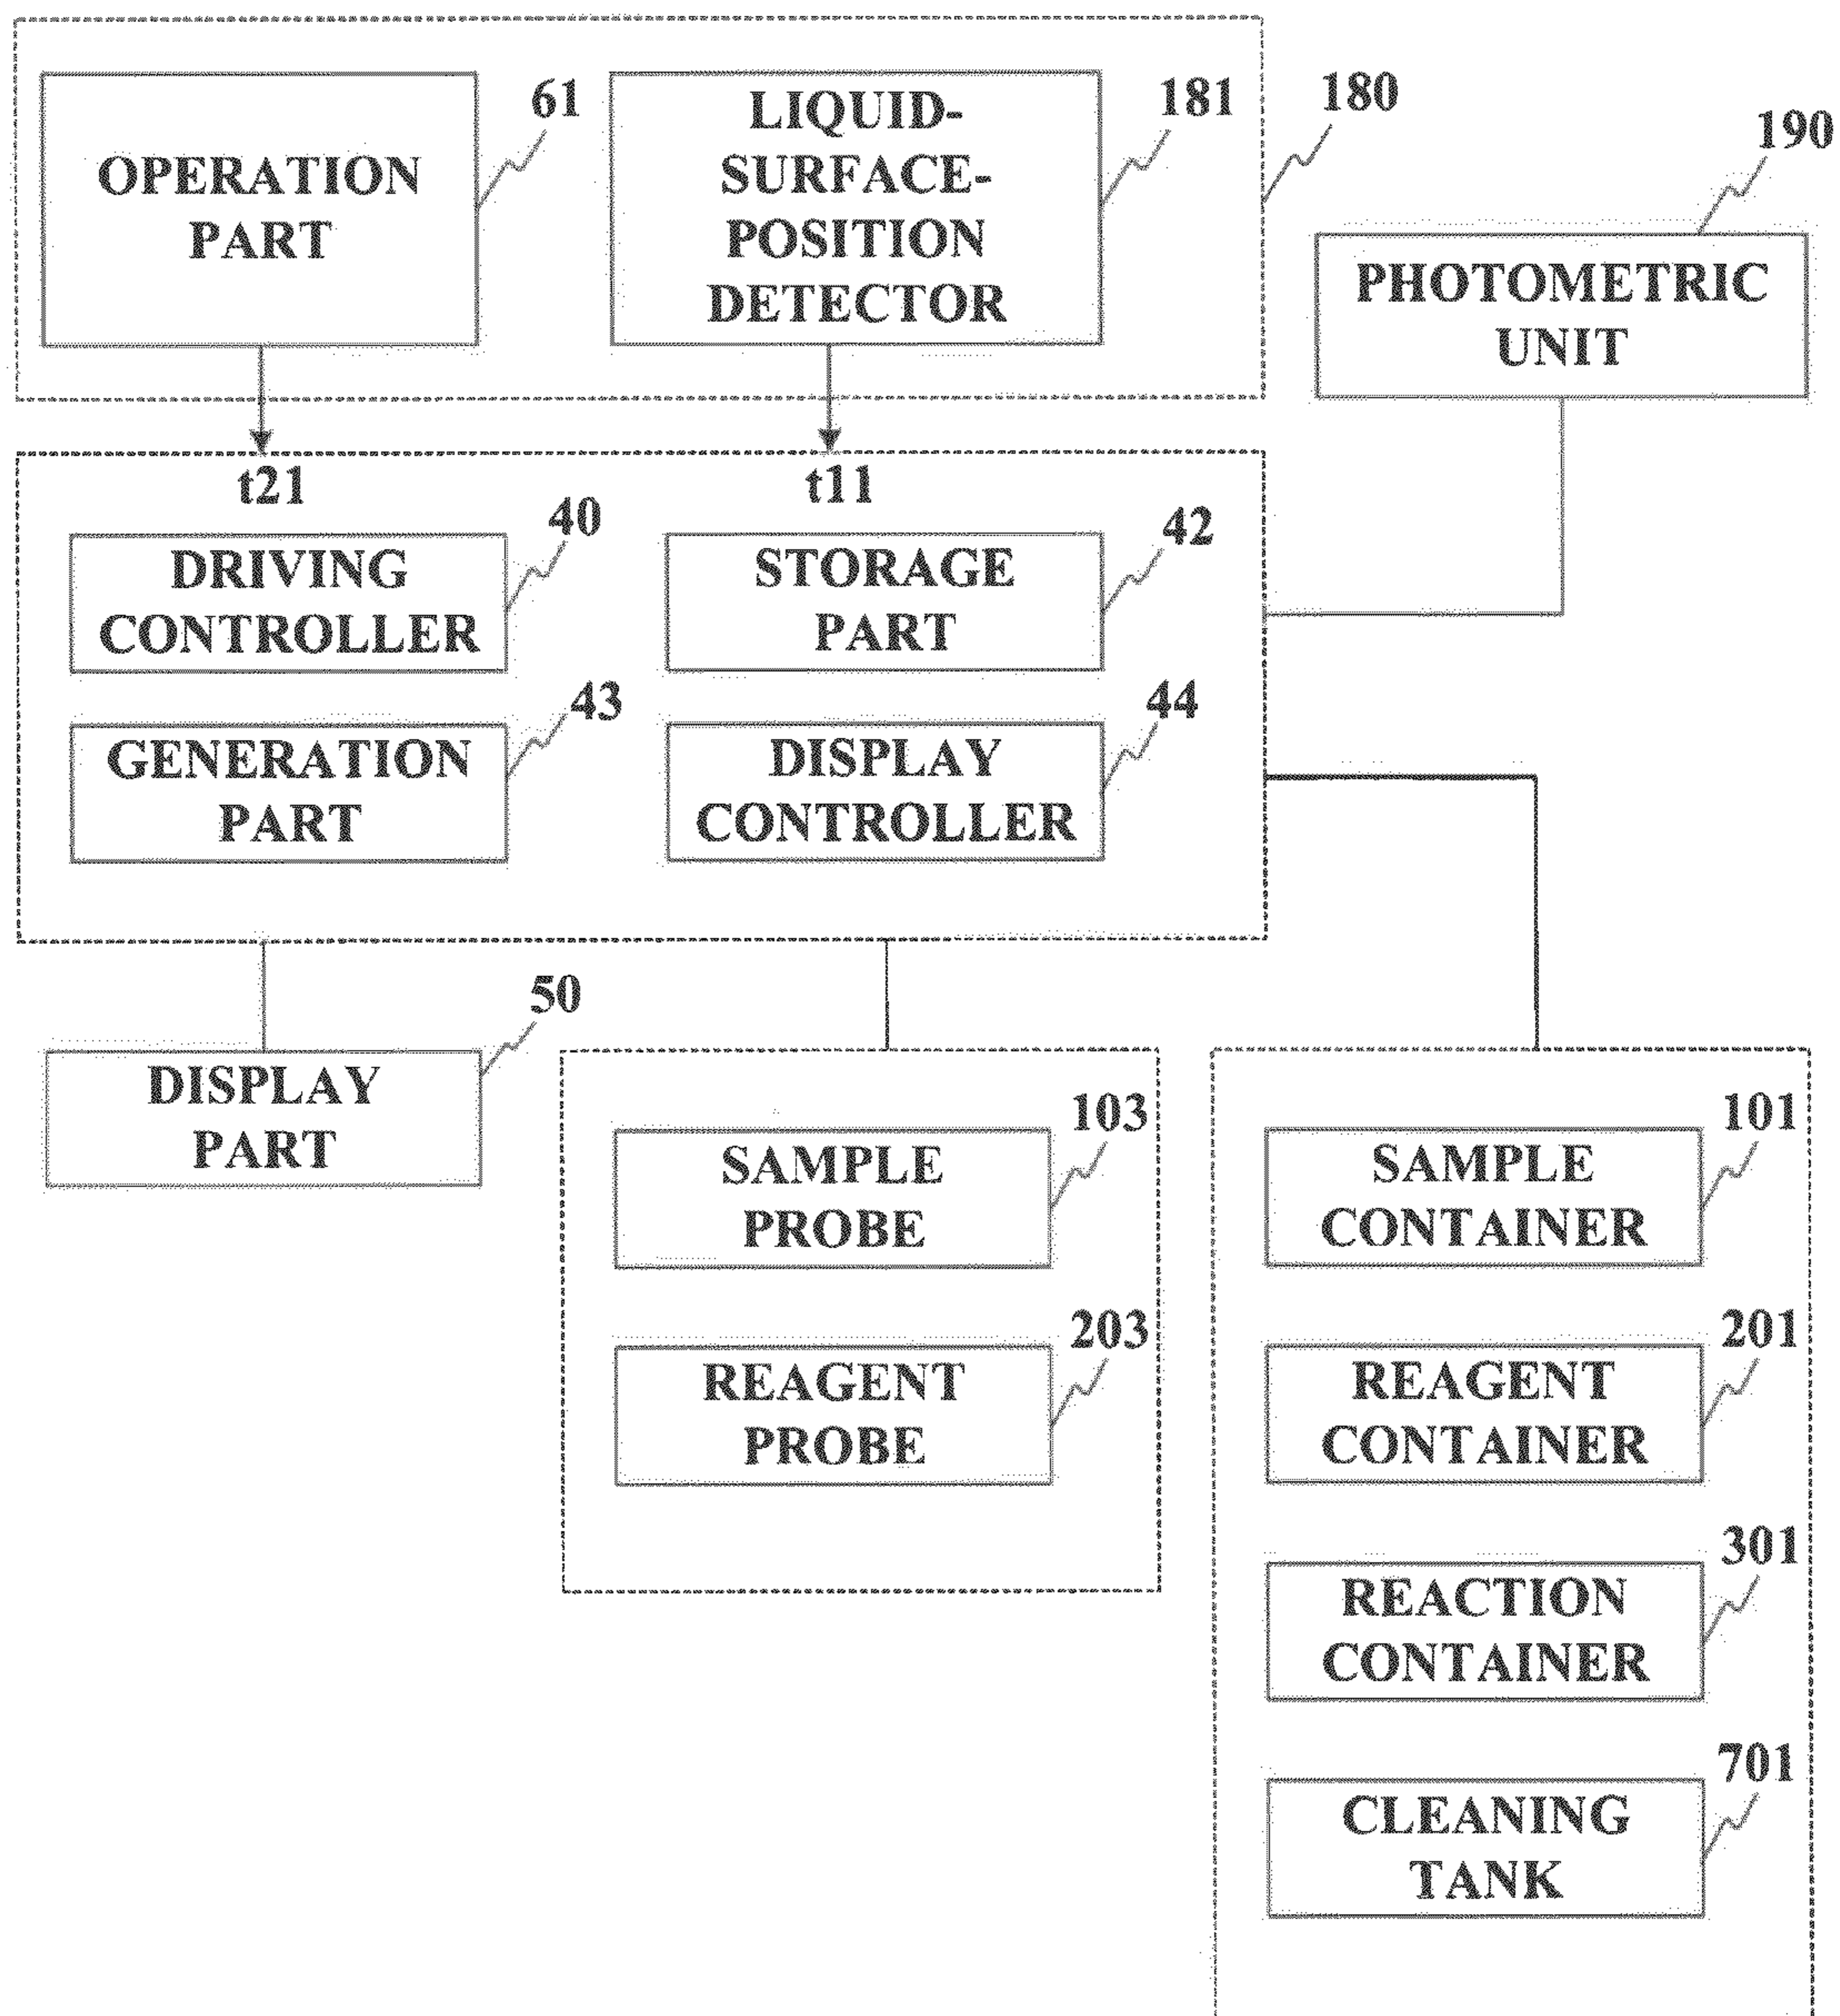 OPERATION
PART
61
LIQUID-
SURFACE-
POSITION
DETECTOR
181
180
190
PHOTOMETRIC
UNIT
t21
t11
DRIVING
CONTROLLER
40
STORAGE
PART
42
GENERATION
PART
43
DISPLAY
CONTROLLER
44
DISPLAY
PART
50
SAMPLE
PROBE
103
REAGENT
PROBE
203
SAMPLE
CONTAINER
101
REAGENT
CONTAINER
201
REACTION
CONTAINER
301
CLEANING
TANK
701